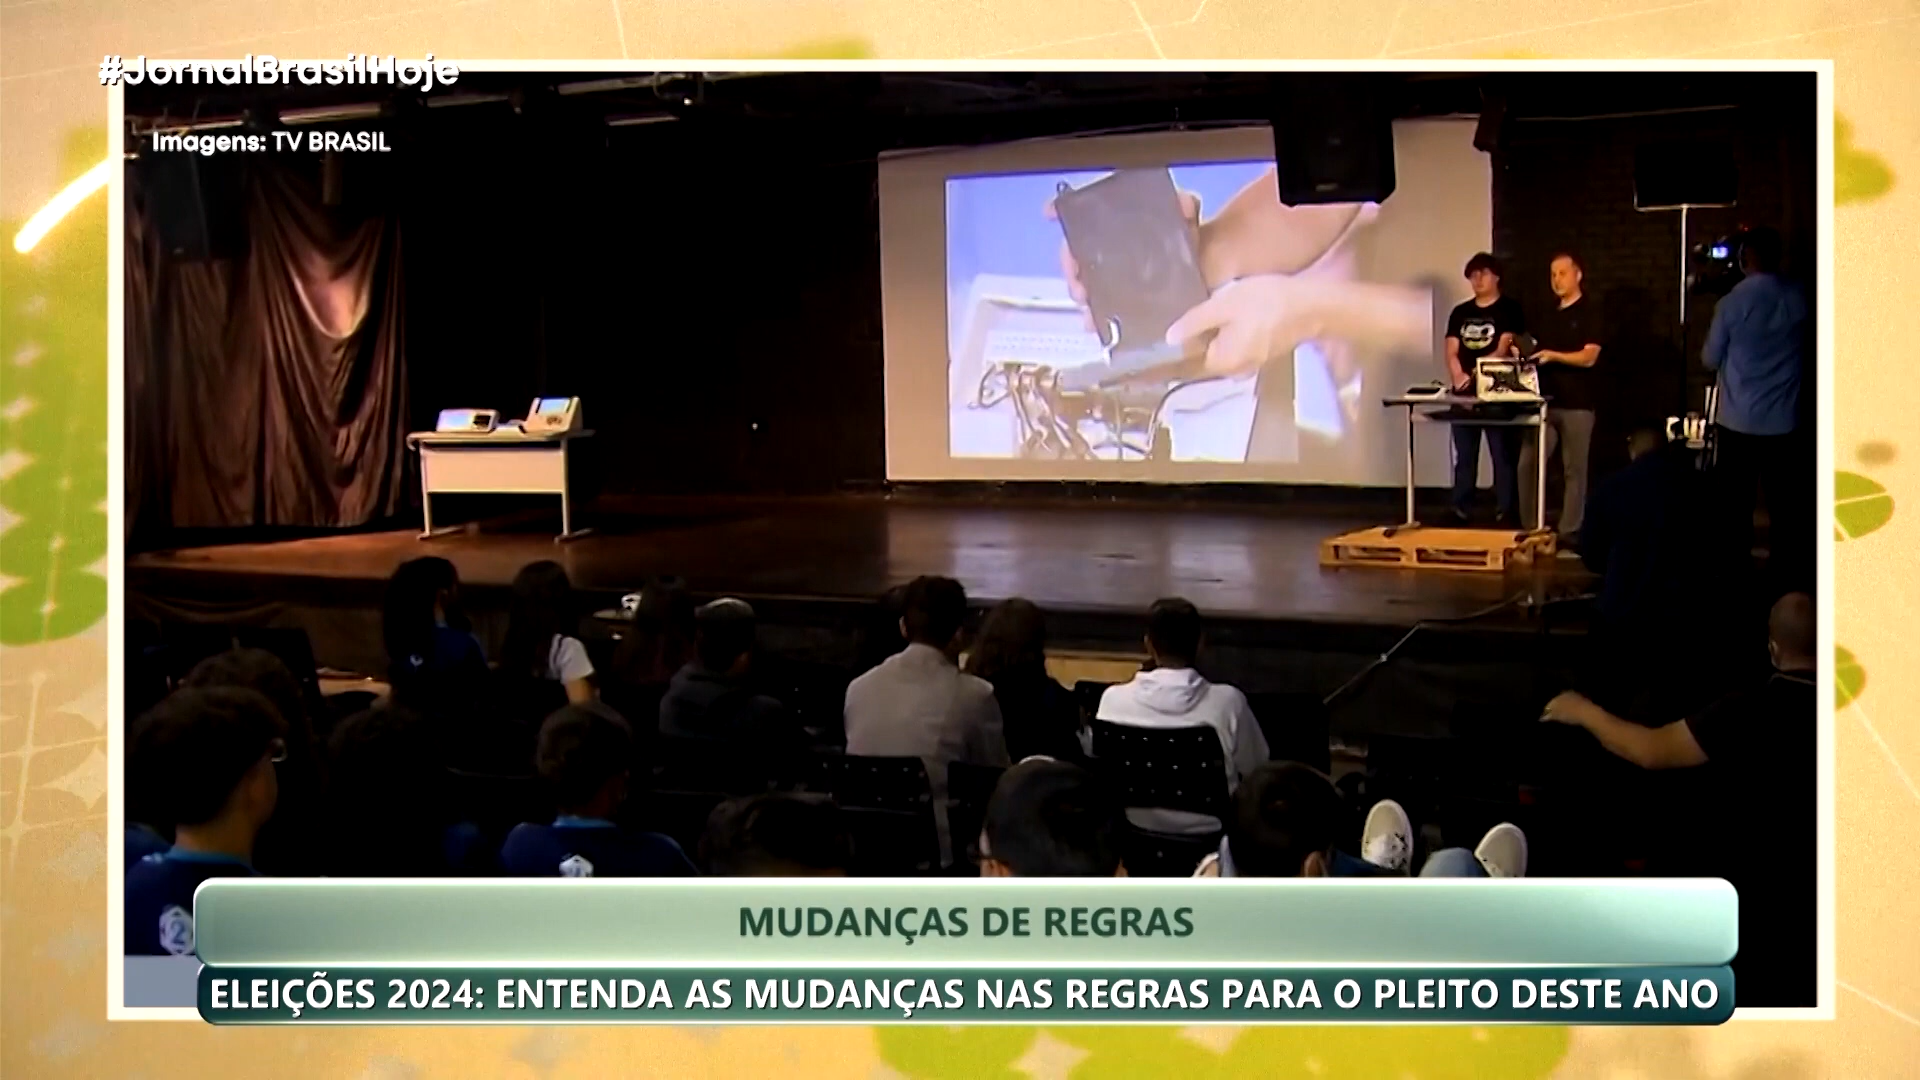 #JornalBrasilHoje
Imagens: TV BRASIL
MUDANÇAS DE REGRAS
ELEIÇÕES 2024: ENTENDA AS MUDANÇAS NAS REGRAS PARA O PLEITO DESTE ANO